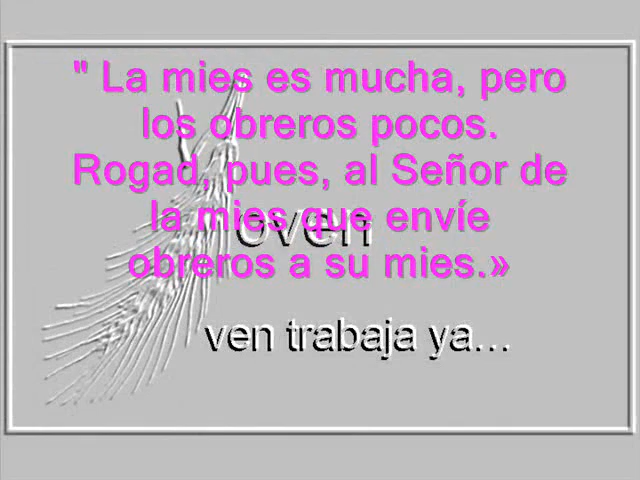 " La mies es mucha, pero
los obreros pocos.
Rogad, pues, al Señor de
la mies que envíe
oven
obreros a su mies.»
ven trabaja ya...